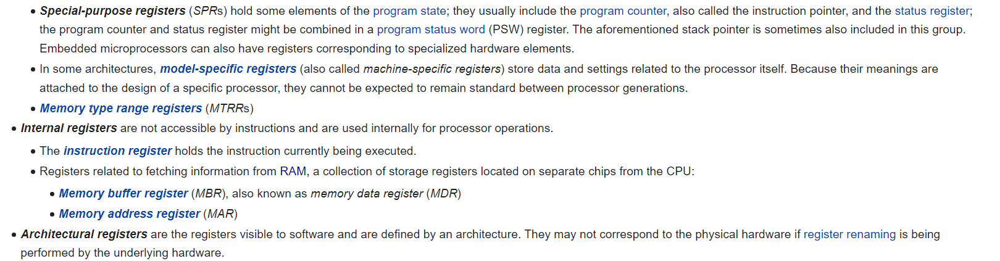 • Special-purpose registers (SPRs) hold some elements of the program state; they usually include the program counter, also called the instruction pointer, and the status register;
the program counter and status register might be combined in a program status word (PSW) register. The aforementioned stack pointer is sometimes also included in this group.
Embedded microprocessors can also have registers corresponding to specialized hardware elements.
• In some architectures, model-specific registers (also called machine-specific registers) store data and settings related to the processor itself. Because their meanings are
attached to the design of a specific processor, they cannot be expected to remain standard between processor generations.
• Memory type range registers (MTRRs)
• Internal registers are not accessible by instructions and are used internally for processor operations.
• The instruction register holds the instruction currently being executed.
• Registers related to fetching information from RAM, a collection of storage registers located on separate chips from the CPU:
• Memory buffer register (MBR), also known as memory data register (MDR)
• Memory address register (MAR)
• Architectural registers are the registers visible to software and are defined by an architecture. They may not correspond to the physical hardware if register renaming is being
performed by the underlying hardware.